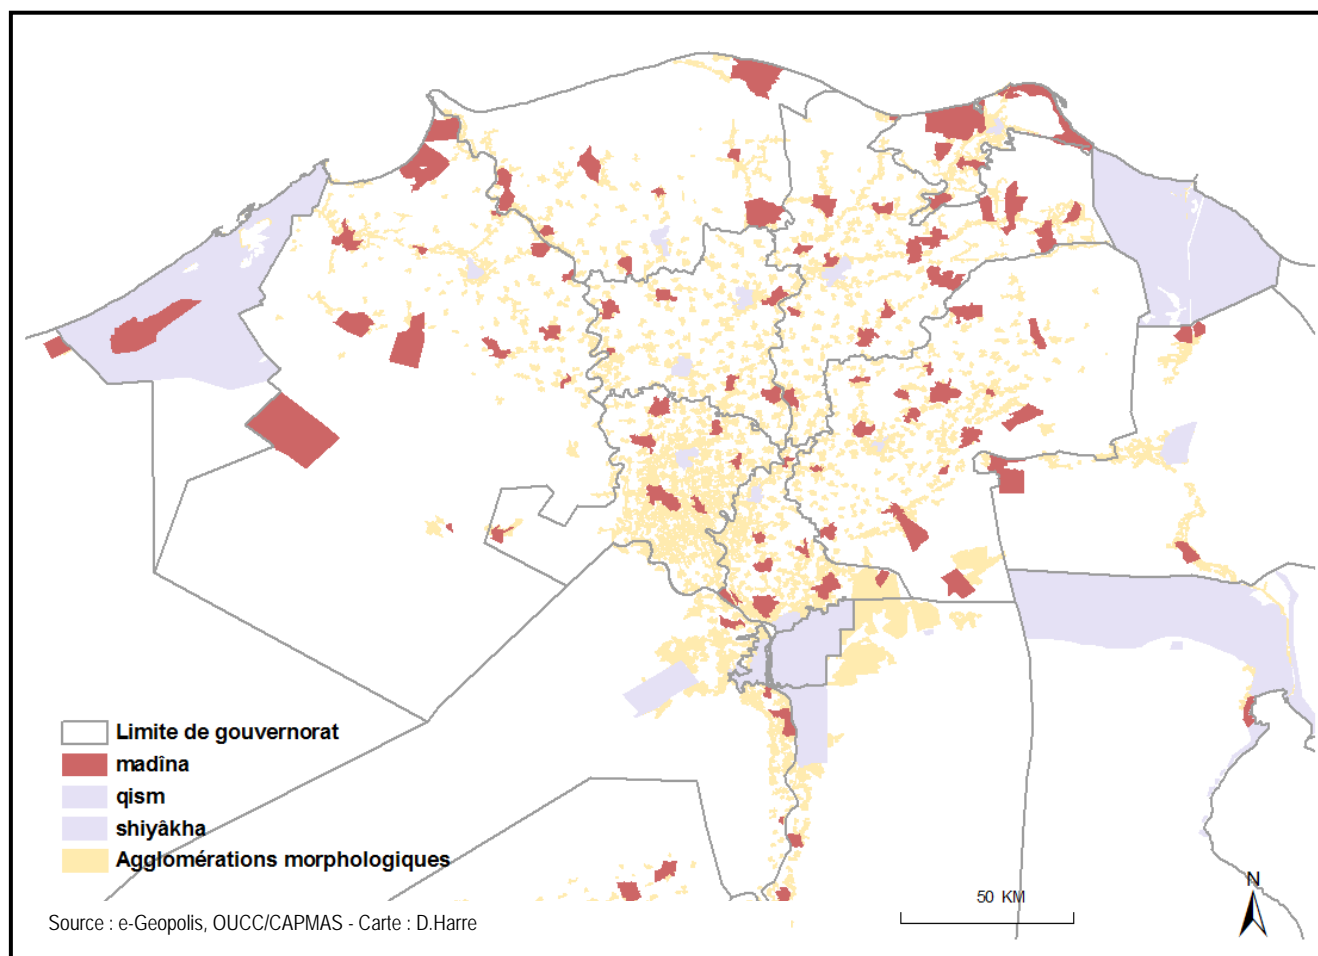 Limite de gouvernorat
madîna
qism
shiyâkha
Agglomérations morphologiques
Source : e-Geopolis, OUCC/CAPMAS - Carte : D.Harre
50 KM
N